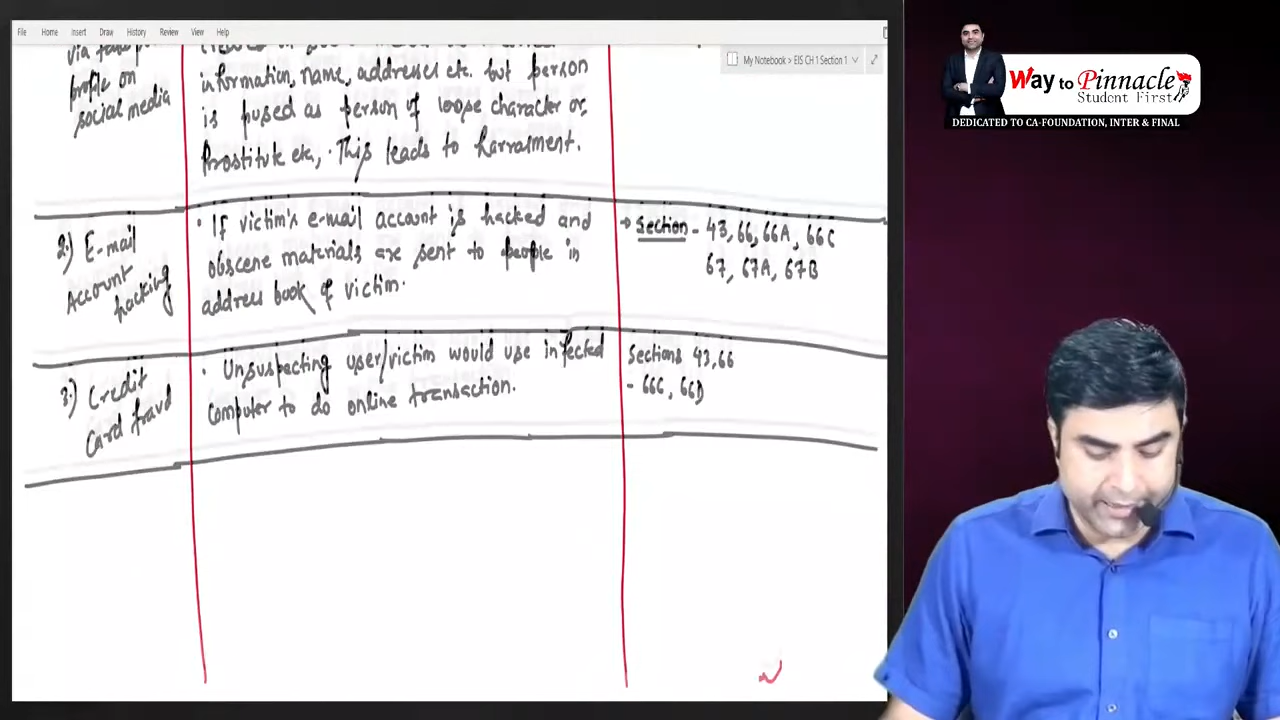 File Home Insert Draw History Review View Help
My Notebook > EIS CH 1 Section 1
profile on
social media
information, name, addresses etc. but person
is pused as person of loose character or
Prostitute etc,. This leads to harrasment.
2.) E-mail
Account
hacking
· If victim's e-mail account is hacked and
obscene materials are sent to people in
address book of victim.
→ Section - 43, 66, 66A, 66C
67, 67A, 67B
3.) Credit
Card fraud
· Unsuspecting user/victim would use infected
Computer to do online transaction.
Sections 43,66
- 66C, 66D
Way to Pinnacle
Student First
DEDICATED TO CA-FOUNDATION, INTER & FINAL